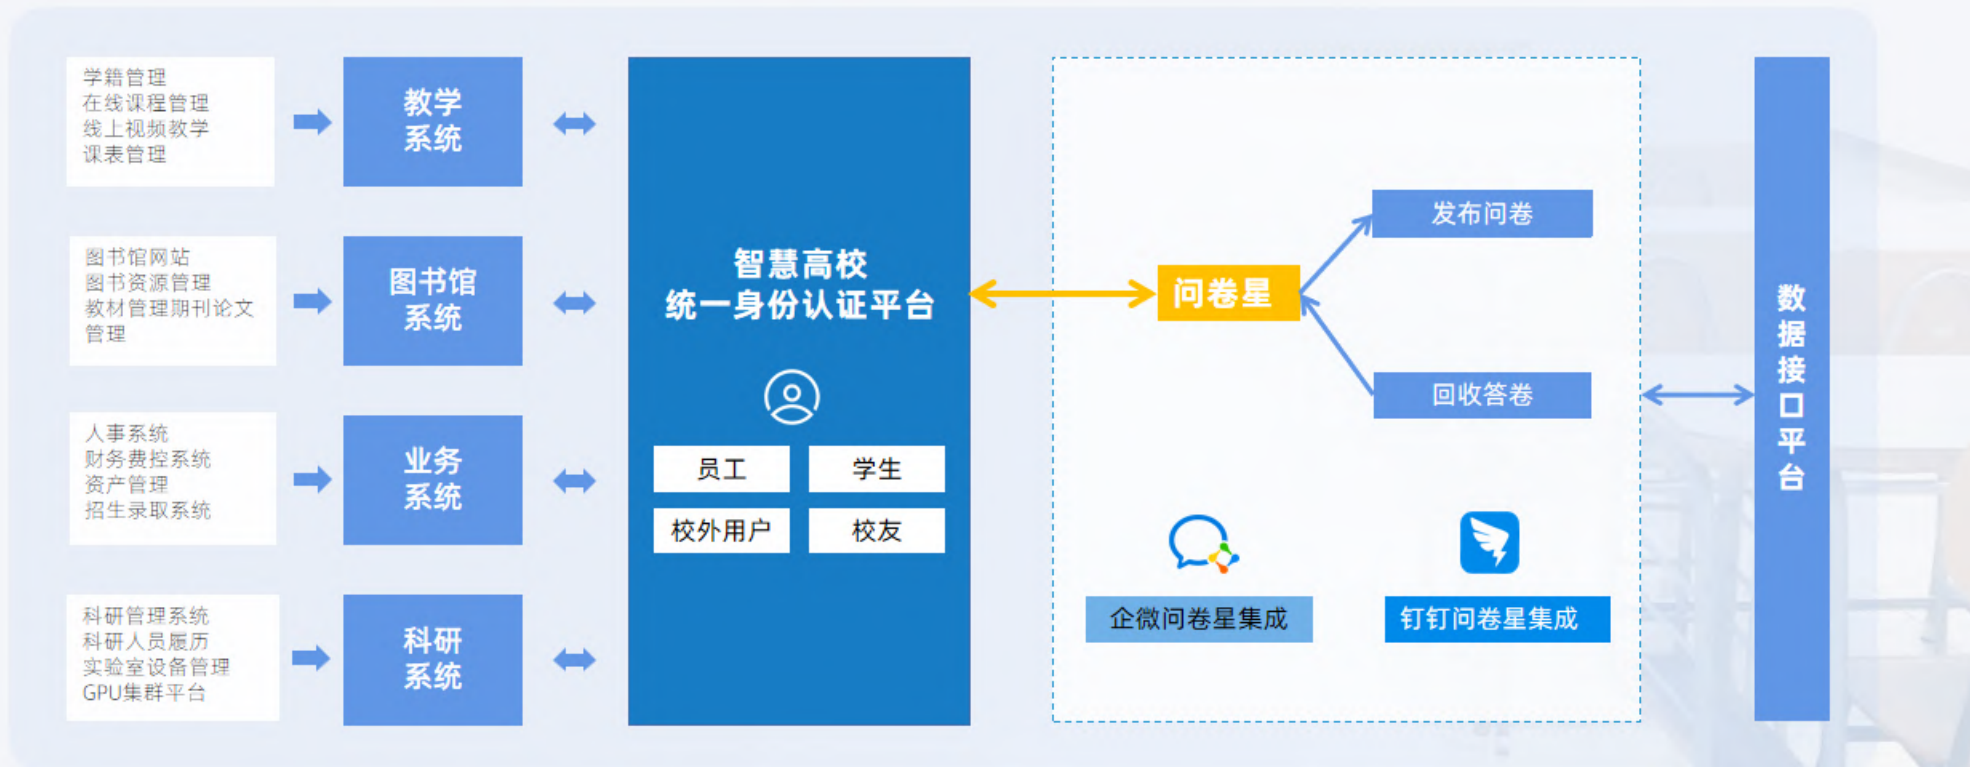 学籍管理
在线课程管理
线上视频教学
课表管理
教学
系统
图书馆网站
图书资源管理
教材管理期刊论文
管理
图书馆
系统
人事系统
财务费控系统
资产管理
招生录取系统
业务
系统
科研管理系统
科研人员履历
实验室设备管理
GPU集群平台
科研
系统
智慧高校
统一身份认证平台
员工
学生
校外用户
校友
问卷星
发布问卷
回收答卷
企微问卷星集成
钉钉问卷星集成
数据接口平台